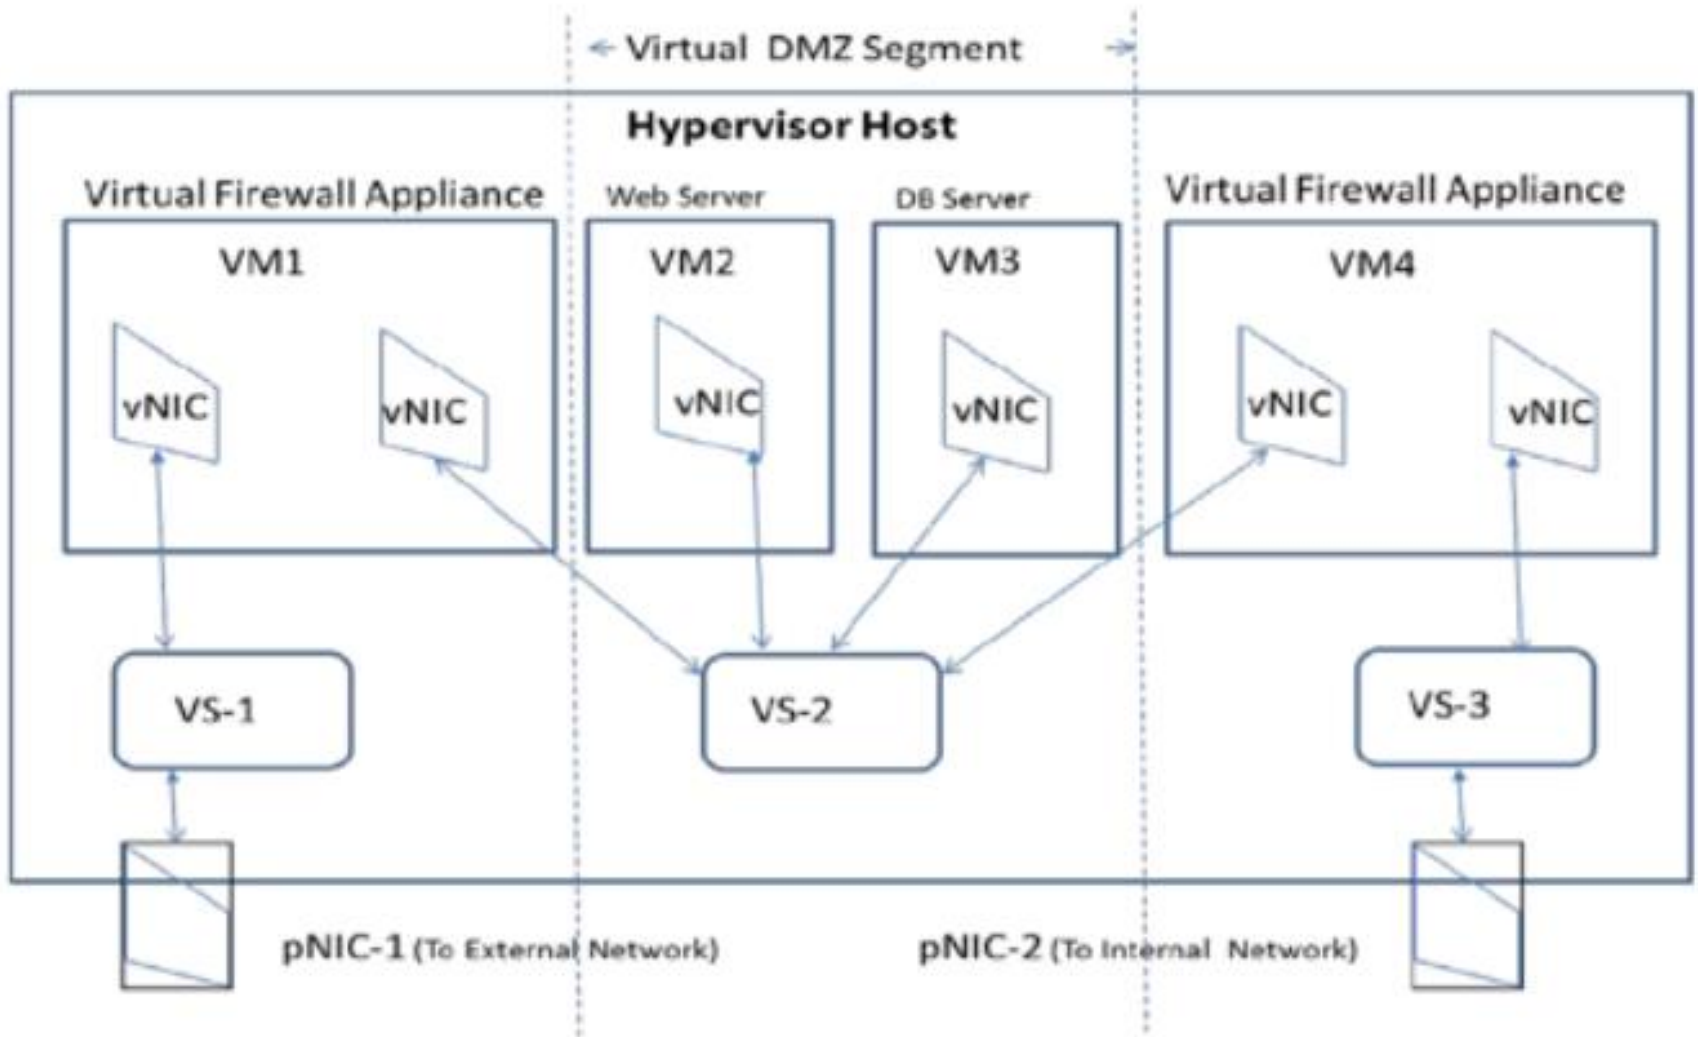 Virtual DMZ Segment
Hypervisor Host
Virtual Firewall Appliance
Web Server
DB Server
Virtual Firewall Appliance
VM1
VM2
VM3
VM4
vNIC
vNIC
vNIC
vNIC
vNIC
vNIC
VS-1
VS-2
VS-3
pNIC-1 (To External Network)
pNIC-2 (To Internal Network)